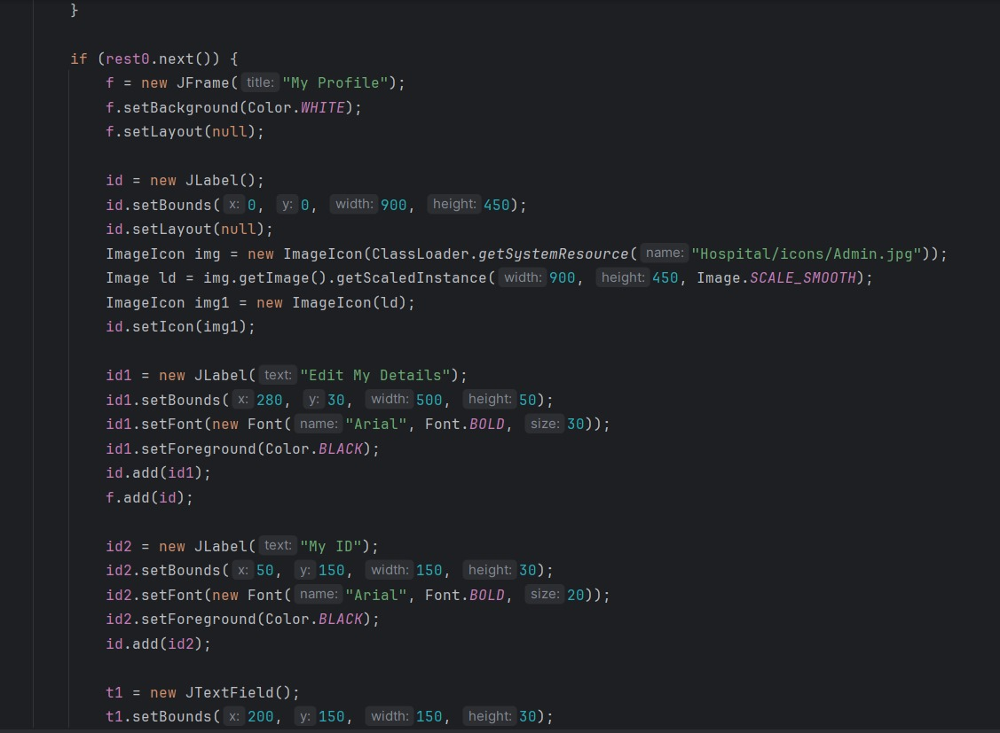 }
if (rest0.next()) {
f = new JFrame( title: "My Profile");
f.setBackground(Color.WHITE);
f.setLayout(null);
id = new JLabel();
id.setBounds( x: 0, y: 0, width: 900, height: 450);
id.setLayout(null);
ImageIcon img = new ImageIcon(ClassLoader.getSystemResource( name: "Hospital/icons/Admin.jpg"));
Image ld = img.getImage().getScaledInstance( width: 900, height: 450, Image.SCALE_SMOOTH);
ImageIcon img1 = new ImageIcon(ld);
id.setIcon(img1);
id1 = new JLabel( text: "Edit My Details");
id1.setBounds( x: 280, y: 30, width: 500, height: 50);
id1.setFont(new Font( name: "Arial", Font.BOLD, size: 30));
id1.setForeground(Color.BLACK);
id.add(id1);
f.add(id);
id2 = new JLabel( text: "My ID");
id2.setBounds( x: 50, y: 150, width: 150, height: 30);
id2.setFont(new Font( name: "Arial", Font.BOLD, size: 20));
id2.setForeground(Color.BLACK);
id.add(id2);
t1 = new JTextField();
t1.setBounds( x: 200, y: 150, width: 150, height: 30);